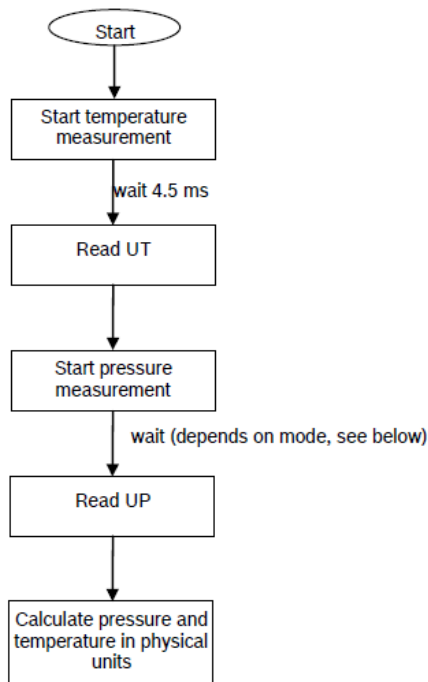 Start
Start temperature
measurement
wait 4.5 ms
Read UT
Start pressure
measurement
wait (depends on mode, see below)
Read UP
Calculate pressure and
temperature in physical
units